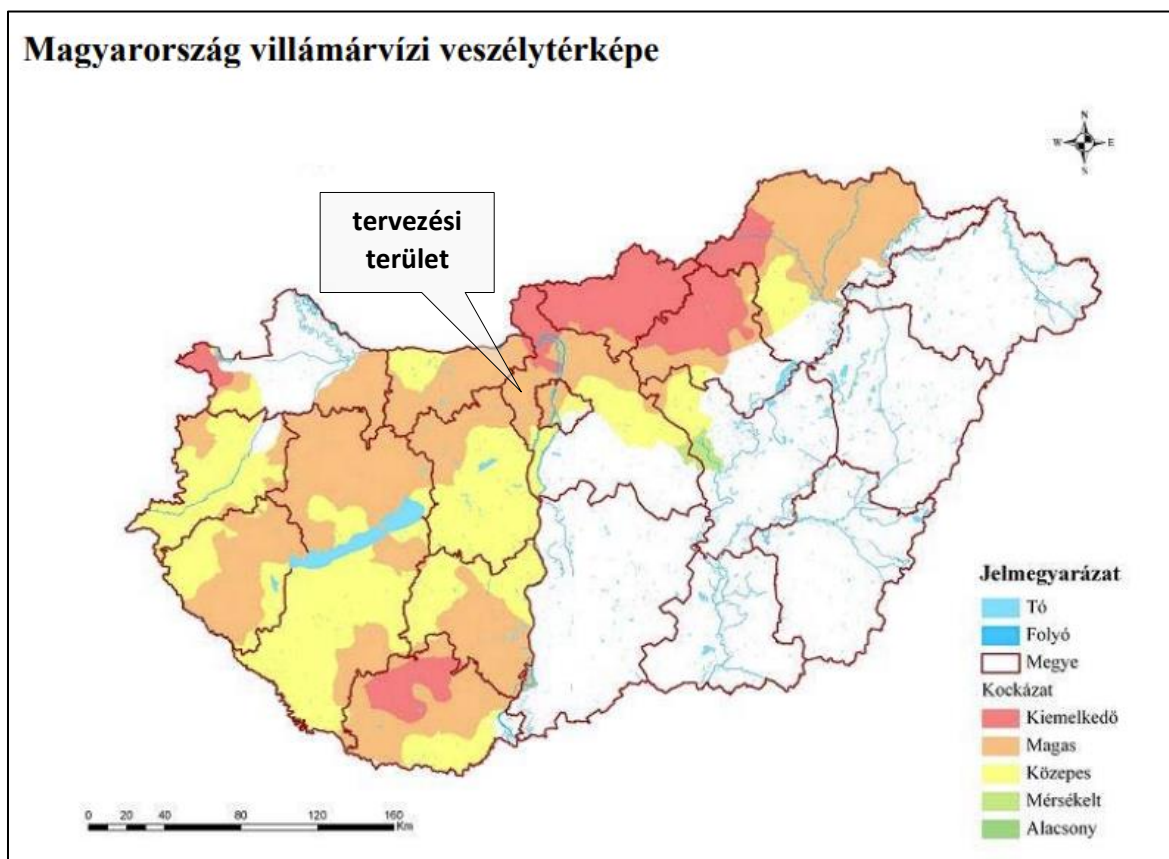 Magyarország villámárvízi veszélytérképe
N
W E
S
tervezési
terület
Jelmegyarázat
Tó
Folyó
Megye
Kockázat
Kiemelkedő
Magas
Közepes
Mérsékelt
Alacsony
0 20 40 80 120 160
Km